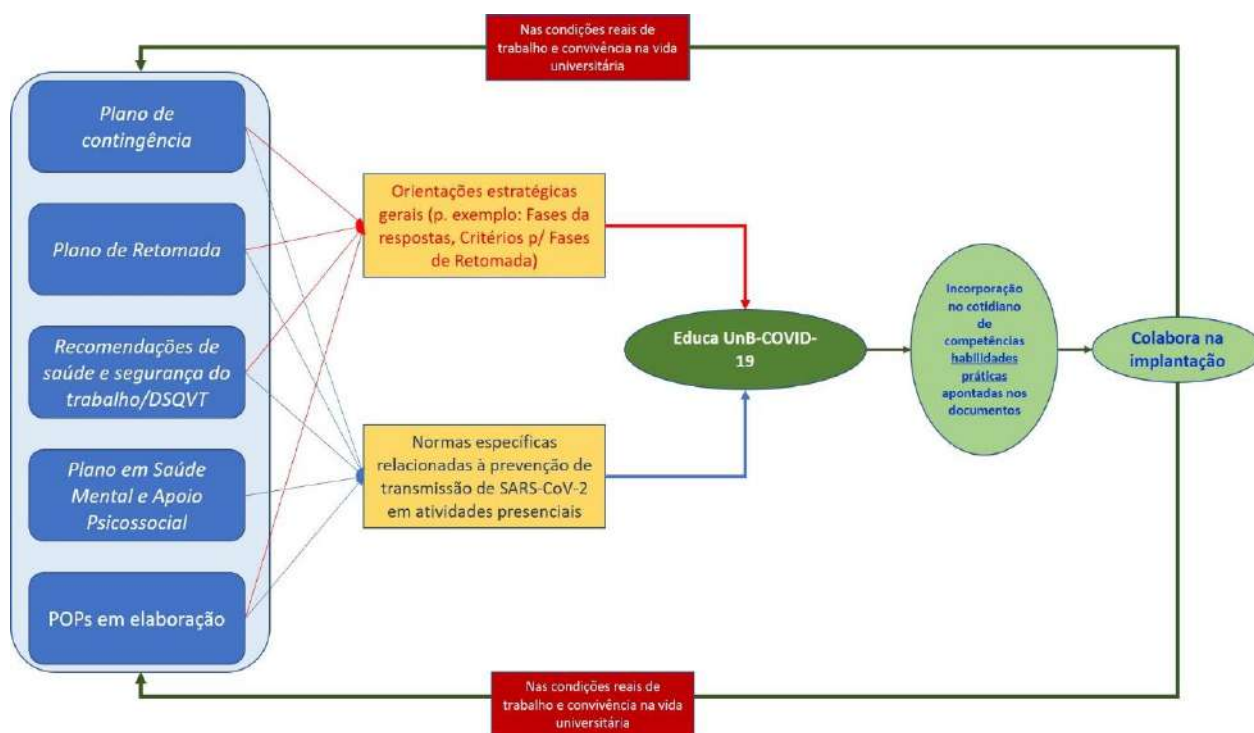 Nas condições reais de
trabalho e convivência na vida
universitária
Plano de
contingência
Plano de Retomada
Recomendações de
saúde e segurança do
trabalho/DSQVT
Plano em Saúde
Mental e Apoio
Psicossocial
POPs em elaboração
Orientações estratégicas
gerais (p. exemplo: Fases da
respostas, Critérios p/ Fases
de Retomada)
Normas específicas
relacionadas à prevenção de
transmissão de SARS-CoV-2
em atividades presenciais
Educa UnB-COVID-
19
Incorporação
no cotidiano
de
competências
habilidades
práticas
apontadas nos
documentos
Colabora na
implantação
Nas condições reais de
trabalho e convivência na vida
universitária